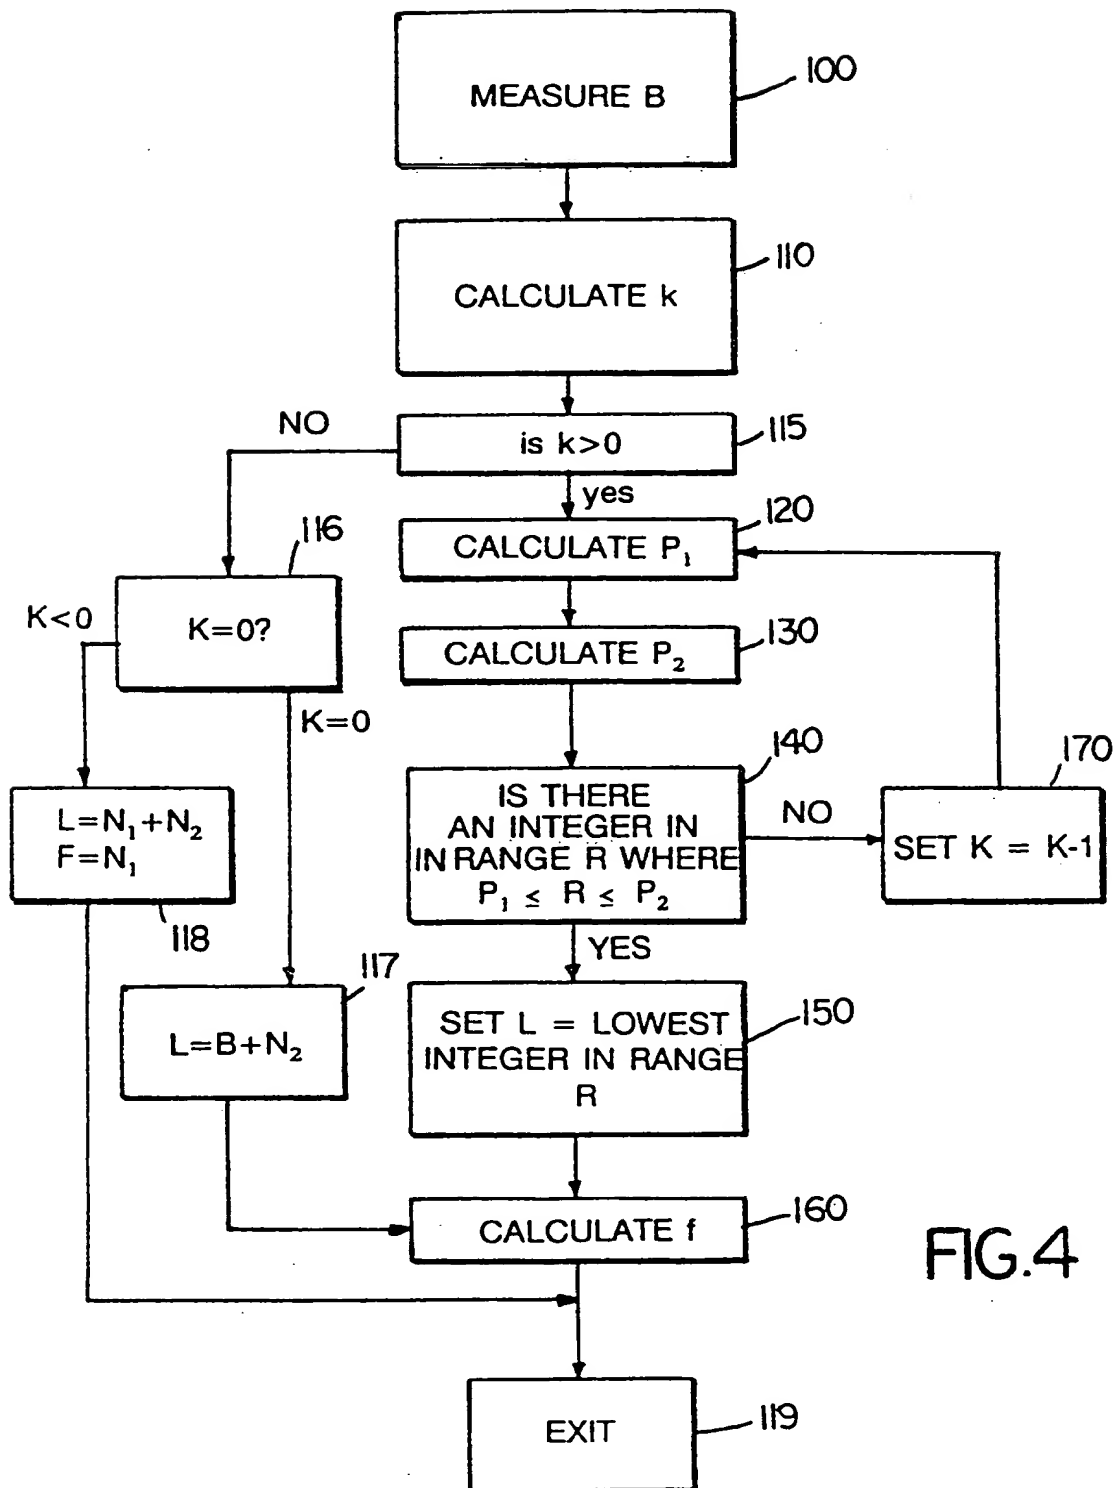 MEASURE B
100
CALCULATE k
110
NO
is k>0
115
yes
116
120
CALCULATE P₁
K<0
K=0?
130
CALCULATE P₂
K=0
140
170
L=N₁+N₂
F=N₁
118
IS THERE
AN INTEGER IN
IN RANGE R WHERE
P₁ ≤ R ≤ P₂
NO
SET K = K-1
YES
117
L=B+N₂
SET L = LOWEST
INTEGER IN RANGE
R
150
CALCULATE f
160
FIG.4
EXIT
119